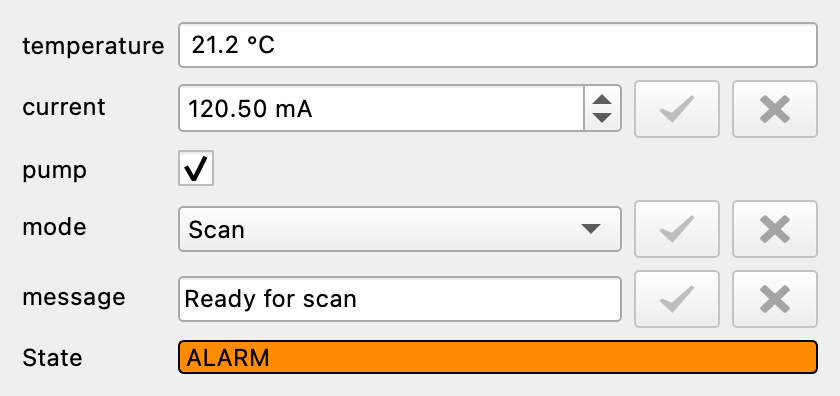 temperature 21.2 °C
current 120.50 mA
pump
mode Scan
message Ready for scan
State ALARM